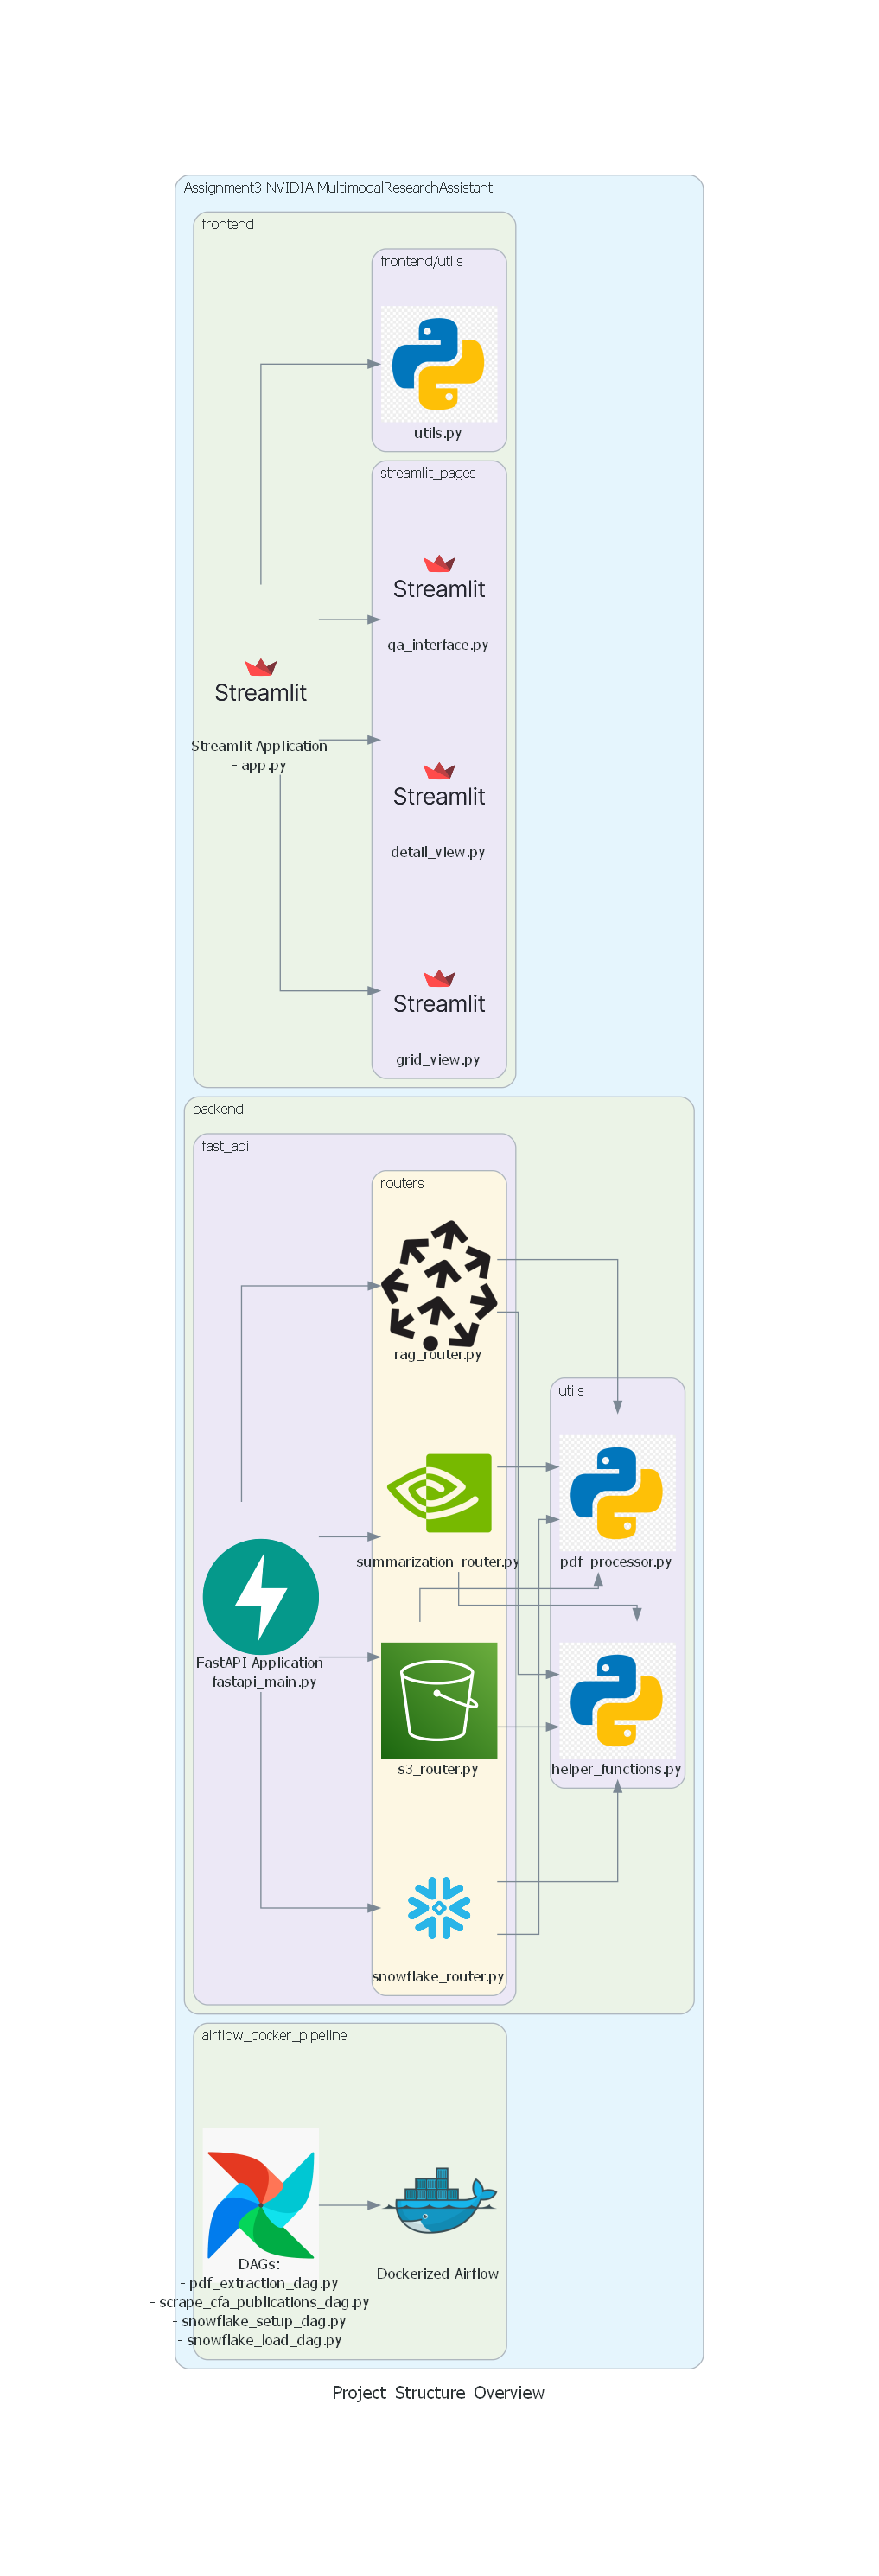 Assignment3-NVIDIA-MultimodalResearchAssistant
frontend
frontend/utils
utils.py
streamlit_pages
Streamlit
qa_interface.py
Streamlit
Streamlit Application
- app.py
Streamlit
detail_view.py
Streamlit
grid_view.py
backend
fast_api
routers
rag_router.py
utils
pdf_processor.py
summarization_router.py
FastAPI Application
- fastapi_main.py
s3_router.py
helper_functions.py
snowflake_router.py
airflow_docker_pipeline
DAGs:
- pdf_extraction_dag.py
- scrape_cfa_publications_dag.py
- snowflake_setup_dag.py
- snowflake_load_dag.py
Dockerized Airflow
Project_Structure_Overview